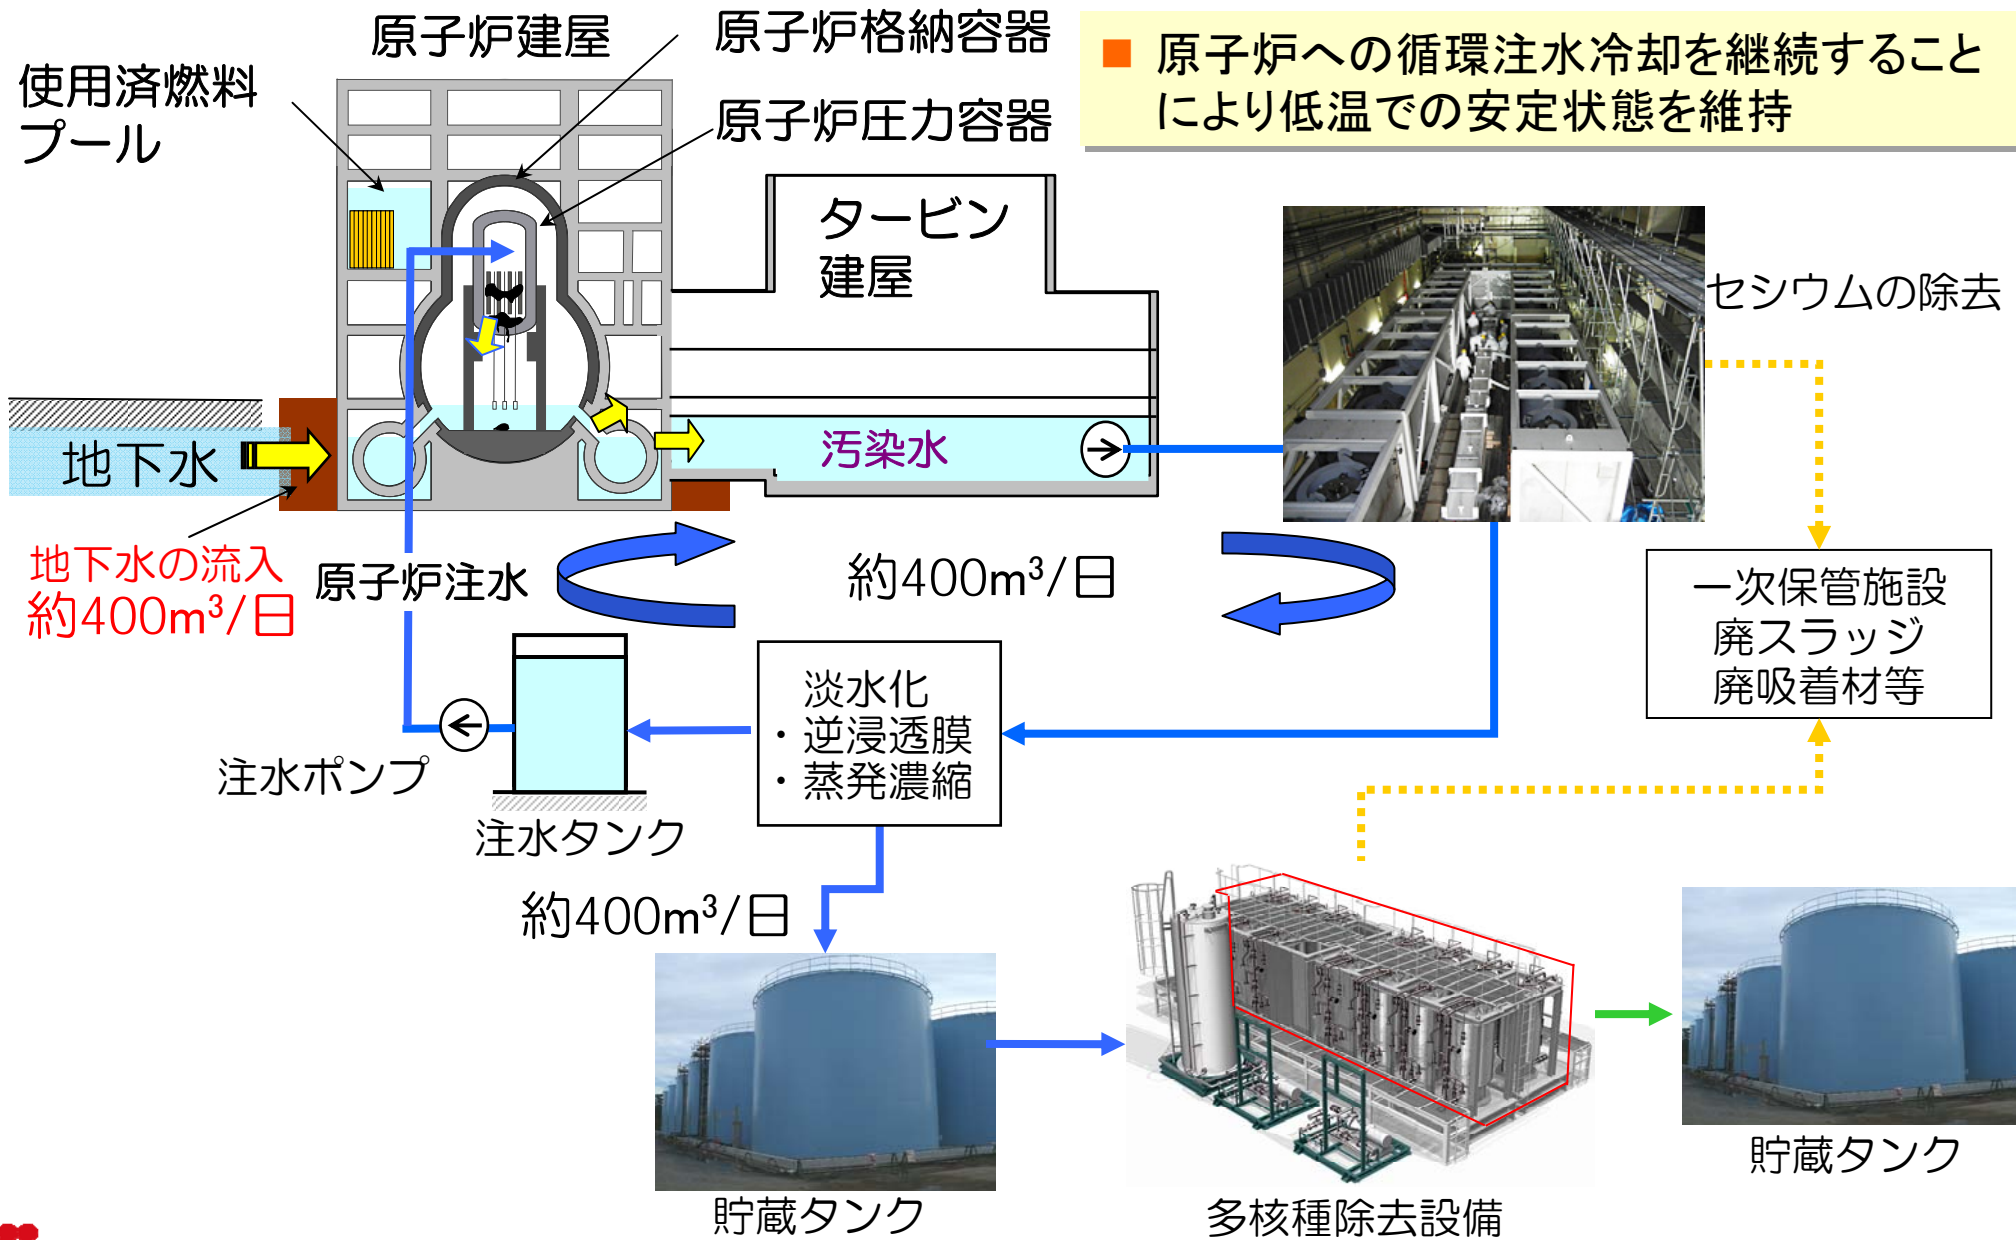 原子炉建屋
原子炉格納容器
使用済燃料
プール
原子炉圧力容器
■ 原子炉への循環注水冷却を継続すること
により低温での安定状態を維持
タービン
建屋
セシウムの除去
地下水
汚染水
地下水の流入
約400m³/日
原子炉注水
約400m³/日
一次保管施設
廃スラッジ
廃吸着材等
淡水化
・逆浸透膜
・蒸発濃縮
注水ポンプ
注水タンク
約400m³/日
貯蔵タンク
多核種除去設備
貯蔵タンク